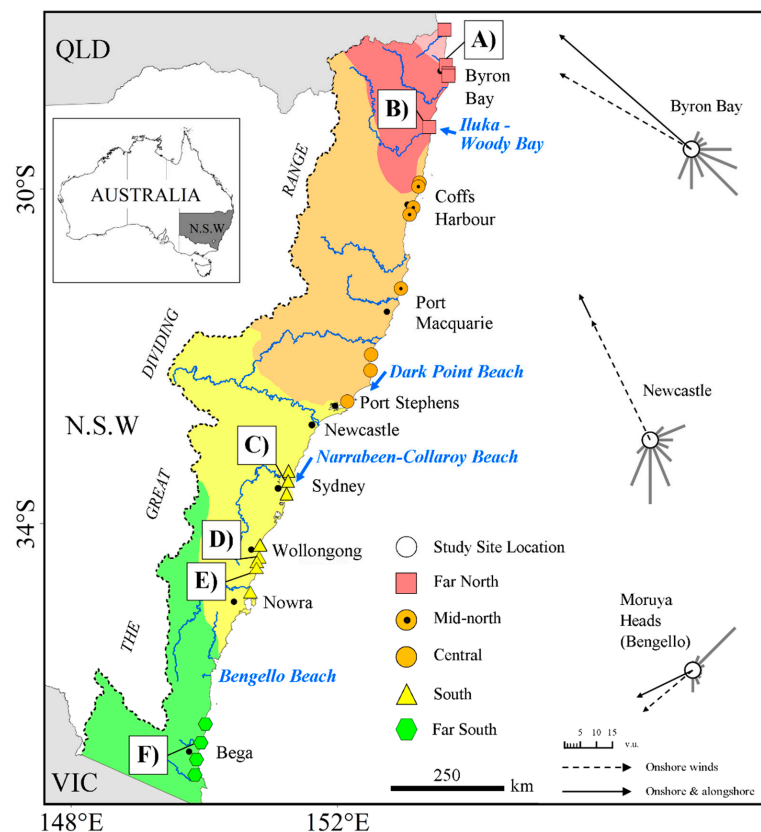 QLD
A)
Byron
Bay
B)
Iluka -
Woody Bay
Byron Bay
AUSTRALIA
N.S.W
RANGE
30°S
Coffs
Harbour
Port
Macquarie
DIVIDING
Dark Point Beach
Port Stephens
N.S.W
Newcastle
Newcastle
C)
Narrabeen-Collaroy Beach
Sydney
GREAT
34°S
D)
Wollongong
E)
Nowra
THE
Bengello Beach
F)
Bega
VIC
Study Site Location
Far North
Mid-north
Central
South
Far South
250
km
Moruya
Heads
(Bengello)
5 10 15
v.u.
Onshore winds
Onshore & alongshore
148°E
152°E